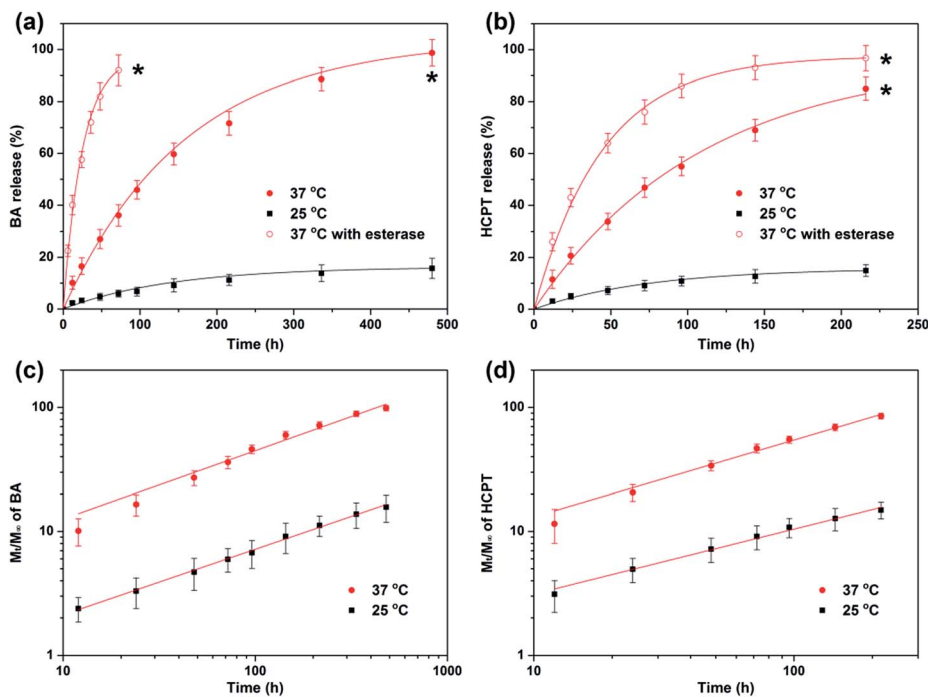 (a)
BA release (%)
100
80
60
40
20
0
*
*
37 °C
25 °C
37 °C with esterase
0 100 200 300 400 500
Time (h)
(b)
HCPT release (%)
100
80
60
40
20
0
*
*
37 °C
25 °C
37 °C with esterase
0 50 100 150 200 250
Time (h)
(c)
Mt/M∞ of BA
100
10
1
37 °C
25 °C
10 100 1000
Time (h)
(d)
Mt/M∞ of HCPT
100
10
1
37 °C
25 °C
10 100
Time (h)